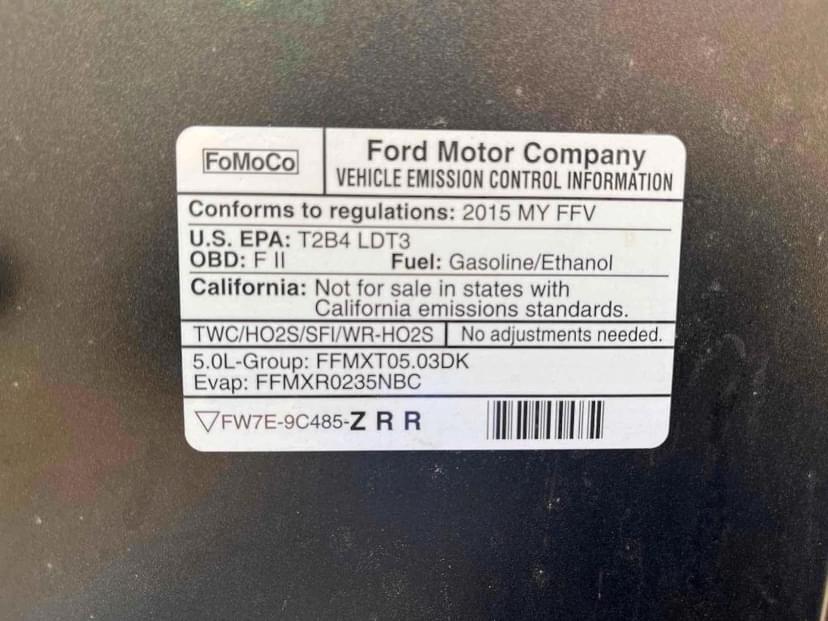 FoMoCo
Ford Motor Company
VEHICLE EMISSION CONTROL INFORMATION
Conforms to regulations: 2015 MY FFV
U.S. EPA: T2B4 LDT3
OBD: F II Fuel: Gasoline/Ethanol
California: Not for sale in states with
California emissions standards.
TWC/HO2S/SFI/WR-HO2S No adjustments needed.
5.0L-Group: FFMXT05.03DK
Evap: FFMXR0235NBC
FW7E-9C485-Z R R